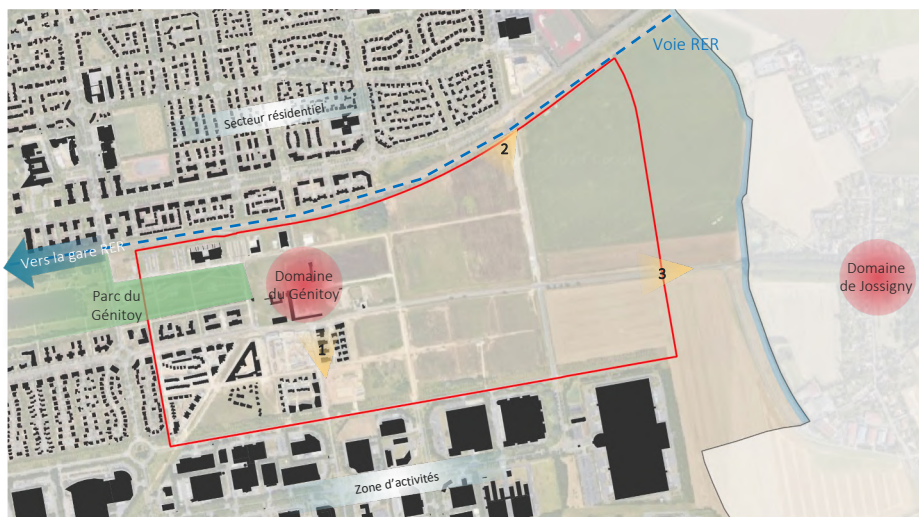 Voie RER
Secteur résidentiel
2
Vers la gare RER
Domaine
du Génitoy
3
Domaine
de Jossigny
Parc du
Génitoy
1
Zone d'activités